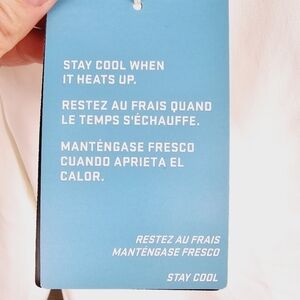 STAY COOL WHEN
IT HEATS UP.
RESTEZ AU FRAIS QUAND
LE TEMPS S'ÉCHAUFFE.
MANTÉNGASE FRESCO
CUANDO APRIETA EL
CALOR.
RESTEZ AU FRAIS
MANTÉNGASE FRESCO
STAY COOL